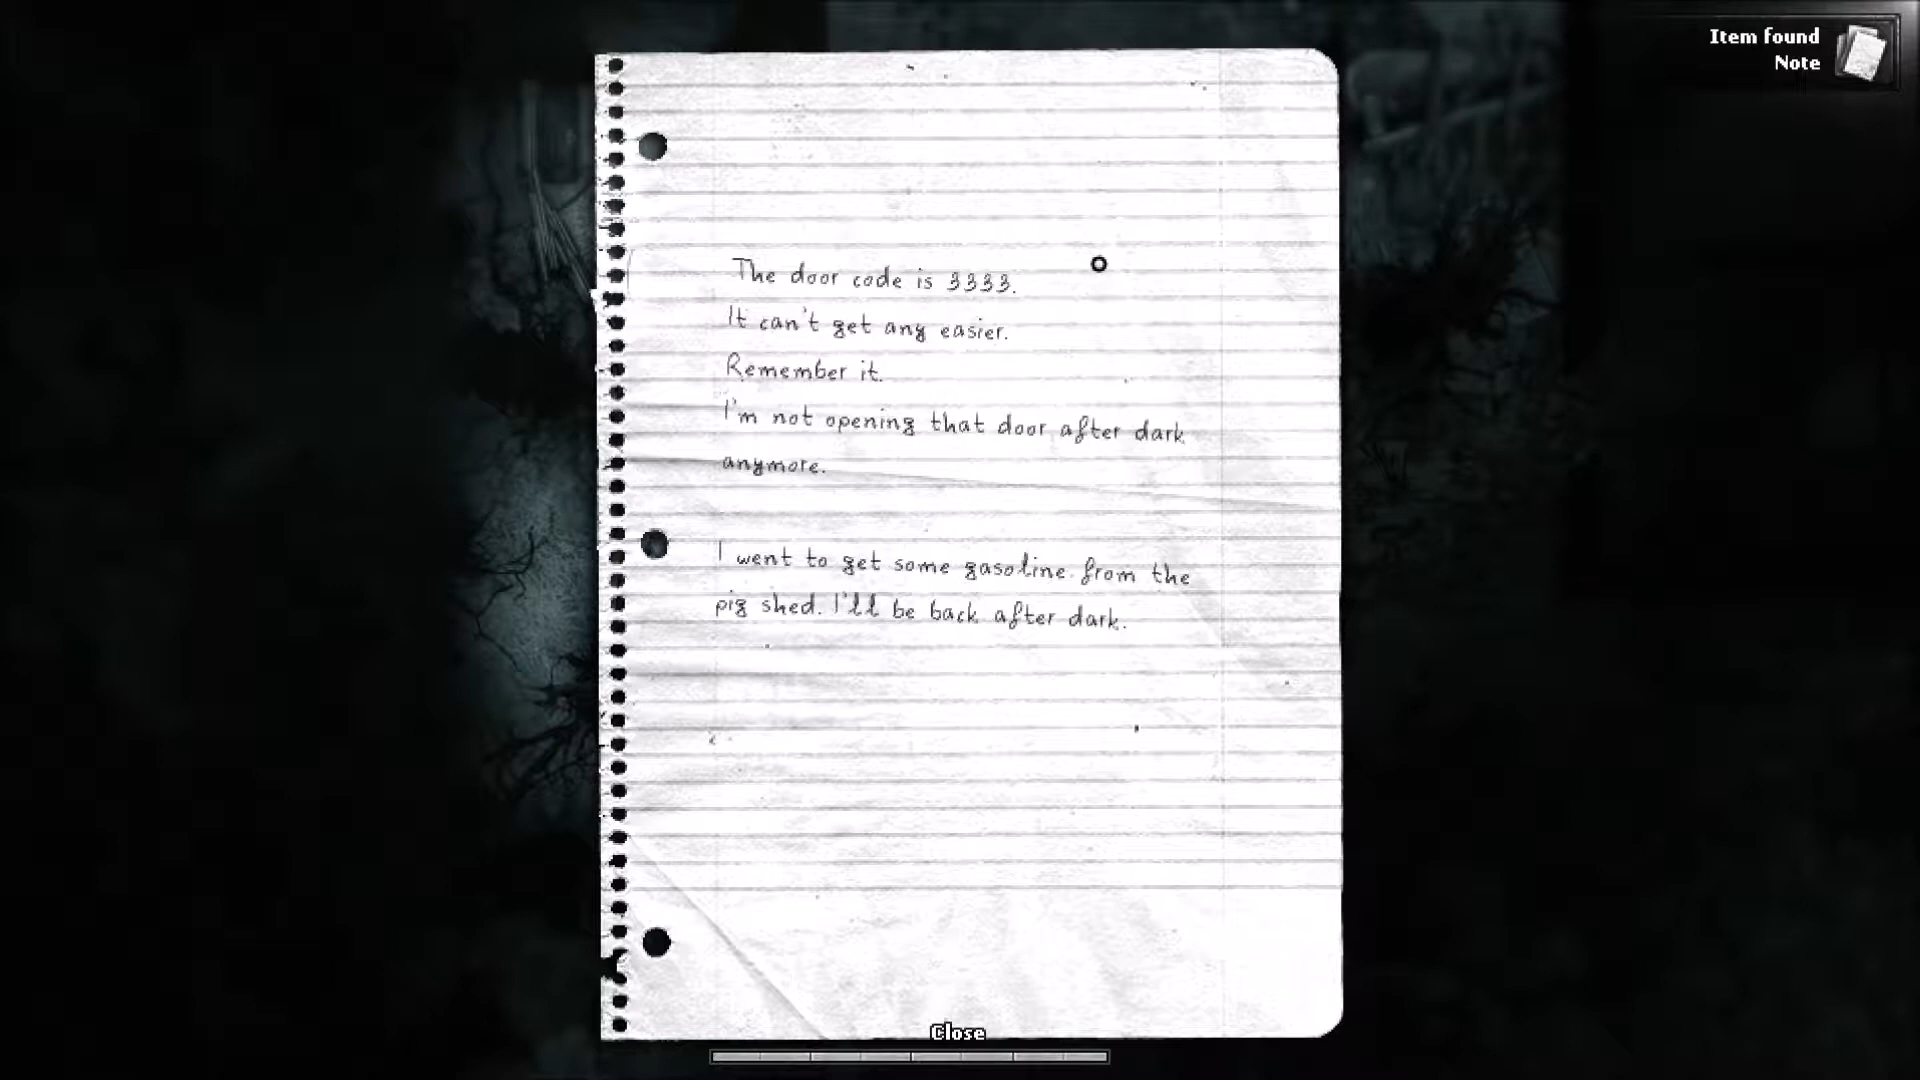 Item found
Note
The door code is 3333.
It can't get any easier.
Remember it.
I'm not opening that door after dark
anymore.
I went to get some gasoline from the
pig shed. I'll be back after dark.
Close